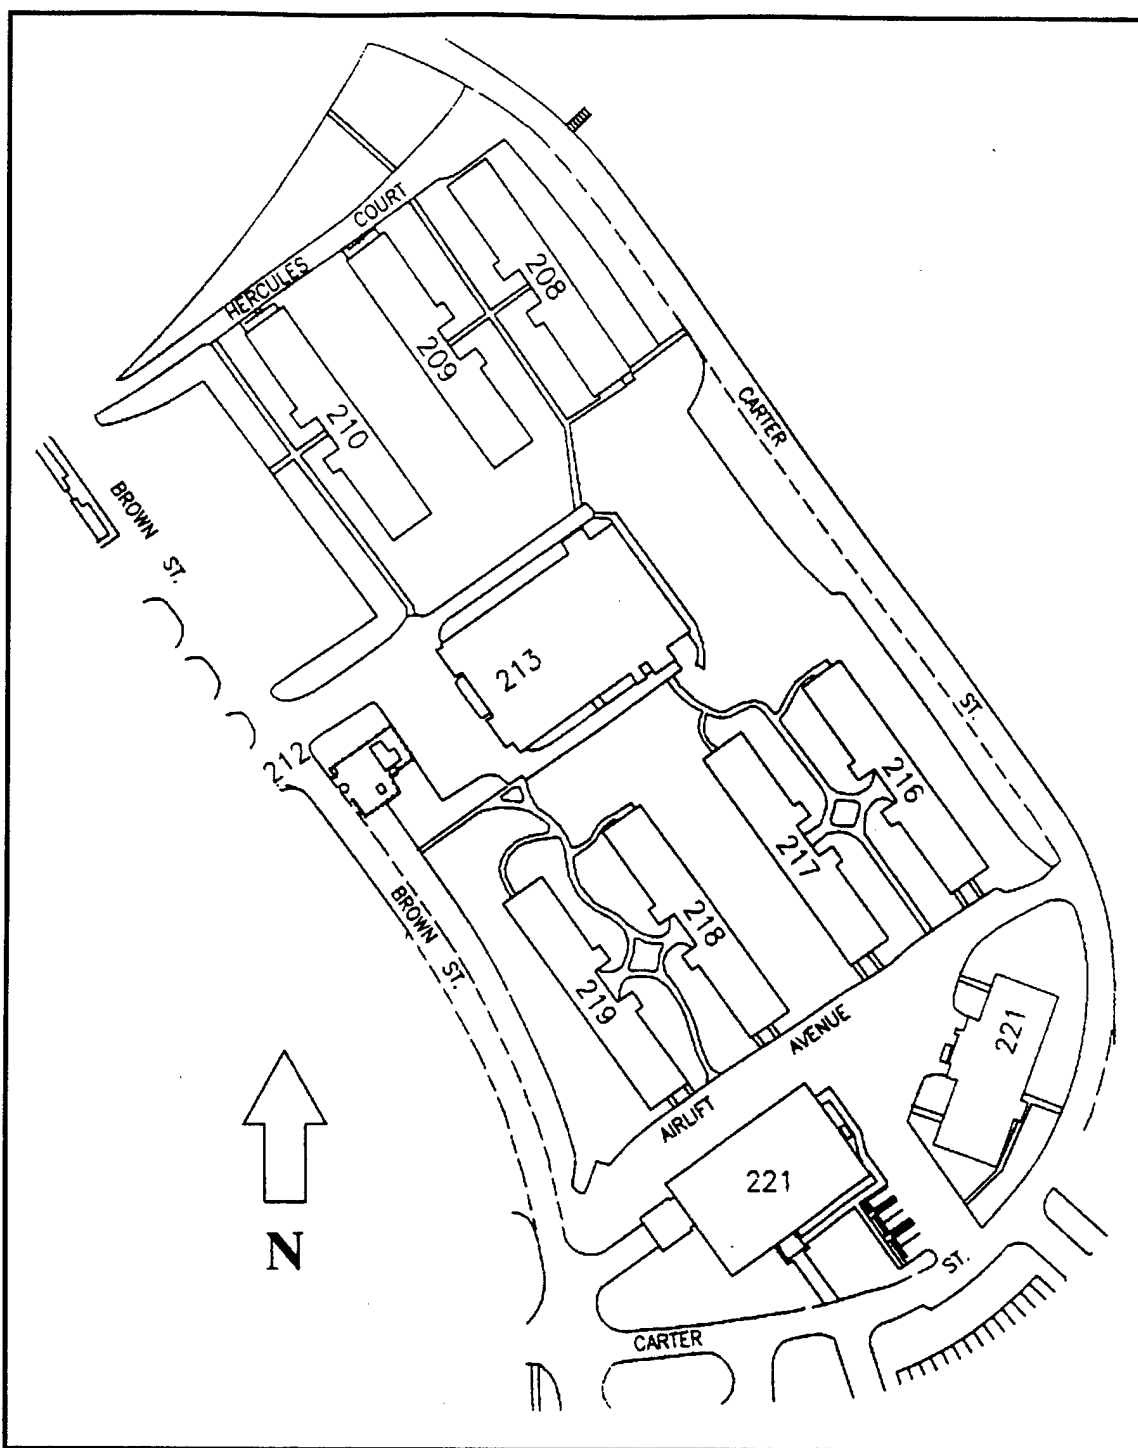 COURT
HERCULES
208
209
210
CARTER
BROWN
ST.
213
212
ST.
216
217
BROWN
ST.
218
219
AVENUE
221
AIRLIFT
221
N
ST.
CARTER